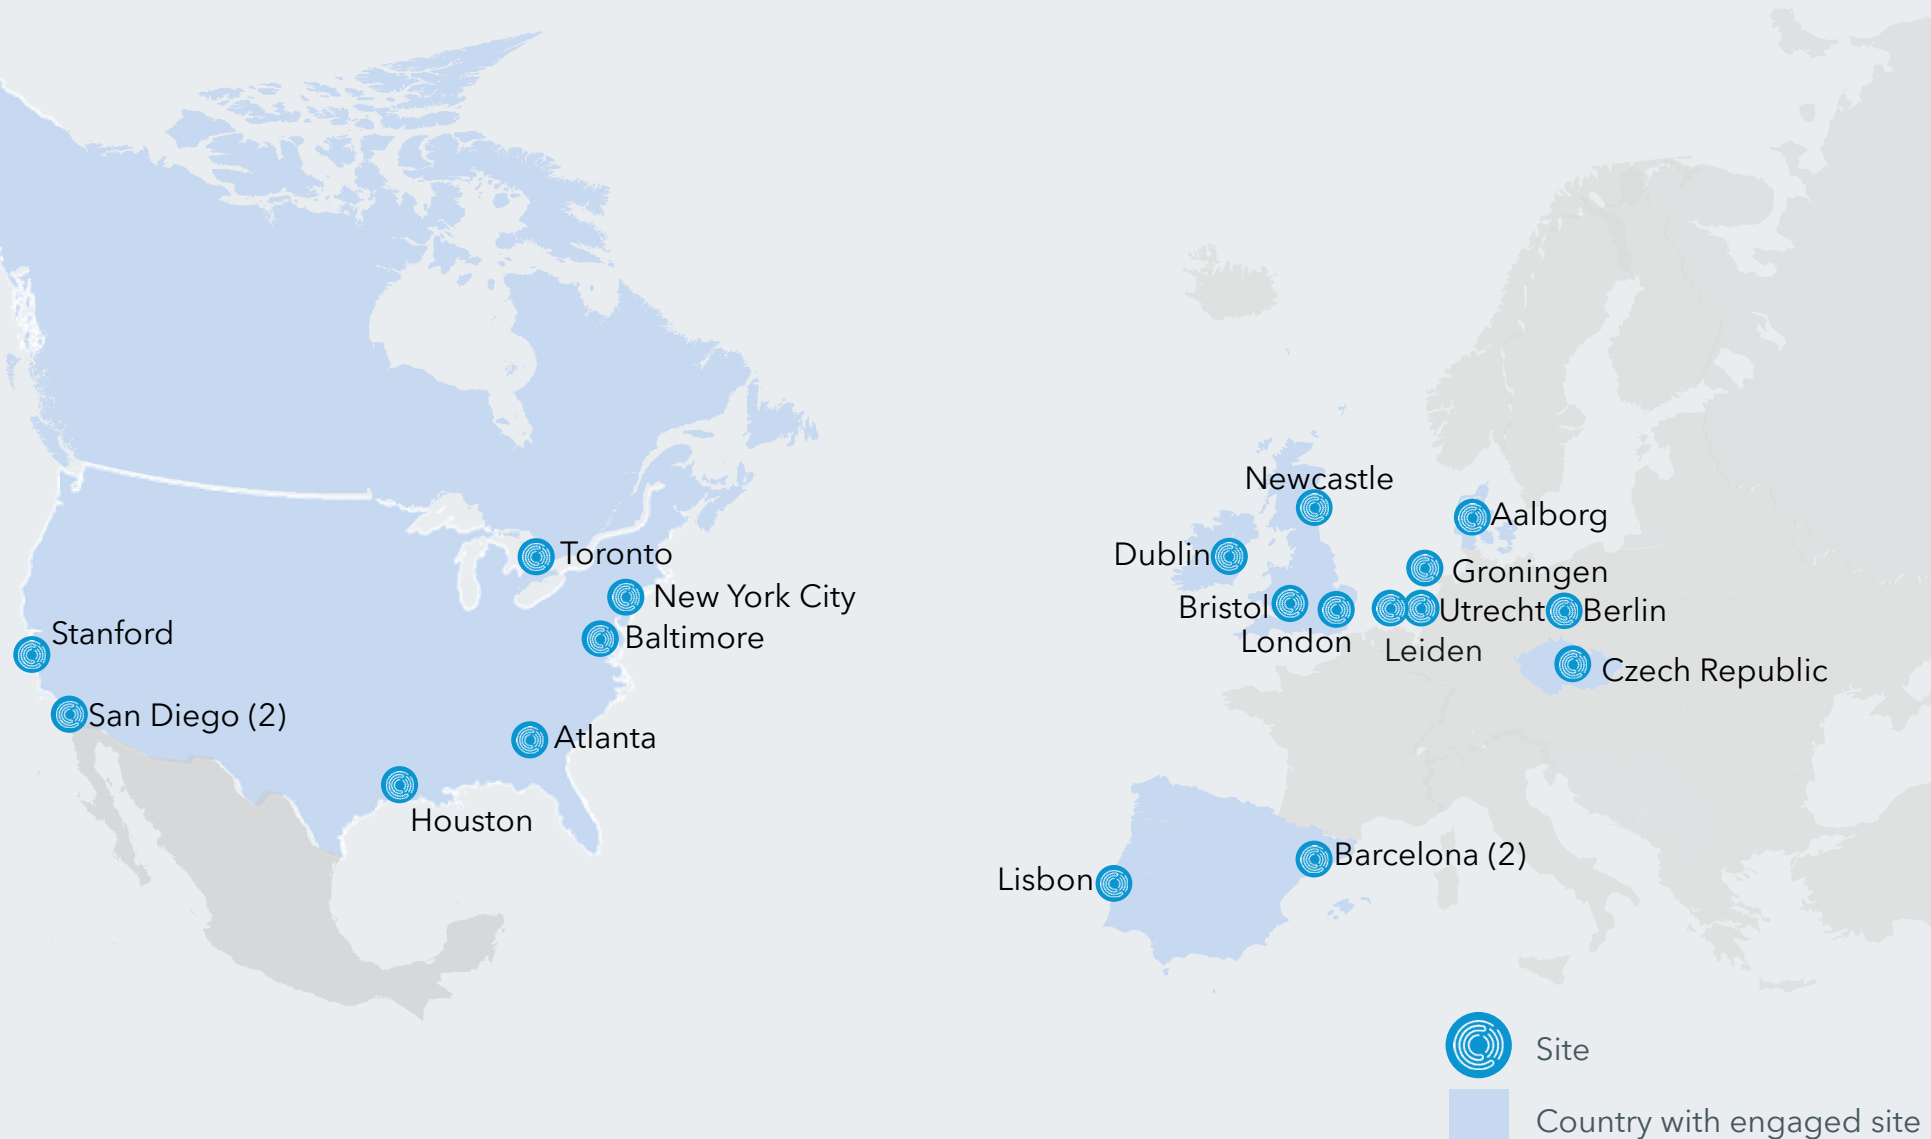 Newcastle
Aalborg
Toronto
Dublin
Groningen
New York City
Bristol
Utrecht
Berlin
Stanford
Baltimore
London
Leiden
Czech Republic
San Diego (2)
Atlanta
Houston
Barcelona (2)
Lisbon
Site
Country with engaged site